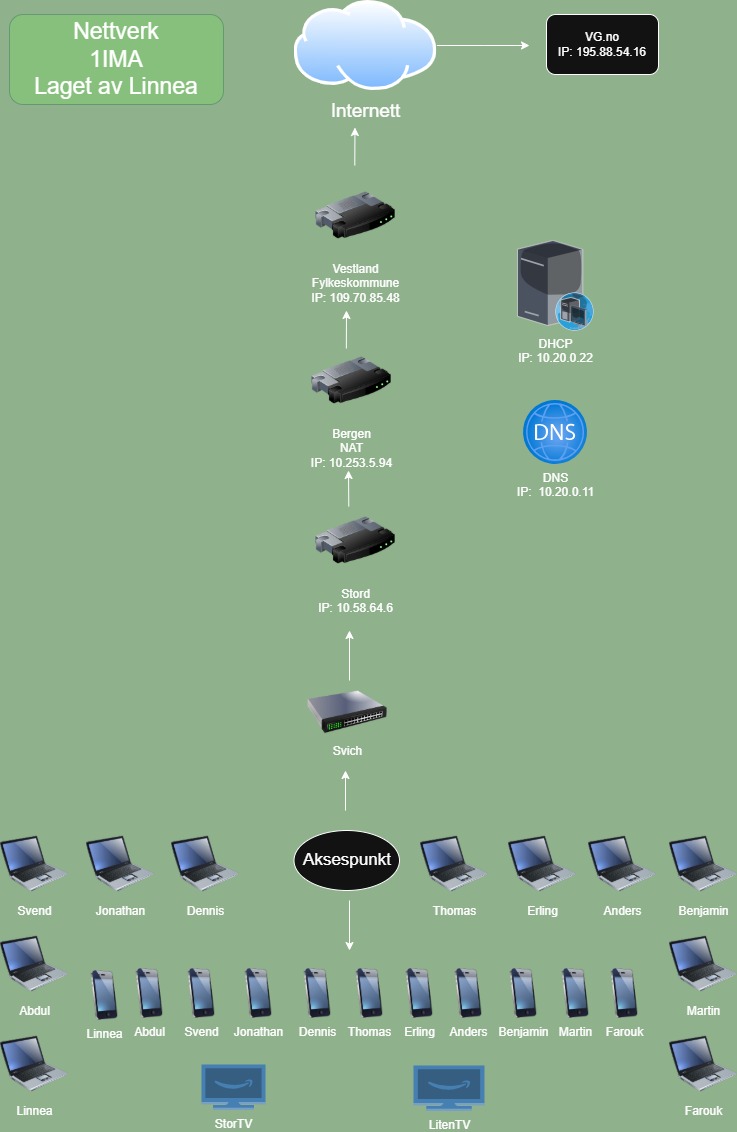 Nettverk
1IMA
Laget av Linnea
VG.no
IP: 195.88.54.16
Internett
Vestland
Fylkeskommune
IP: 109.70.85.48
DHCP
IP: 10.20.0.22
Bergen
NAT
IP: 10.253.5.94
DNS
DNS
IP: 10.20.0.11
Stord
IP: 10.58.64.6
Svich
Aksespunkt
Svend
Jonathan
Dennis
Thomas
Erling
Anders
Benjamin
Abdul
Martin
Linnea
Abdul
Svend
Jonathan
Dennis
Thomas
Erling
Anders
Benjamin
Martin
Farouk
Linnea
StorTV
LitenTV
Farouk